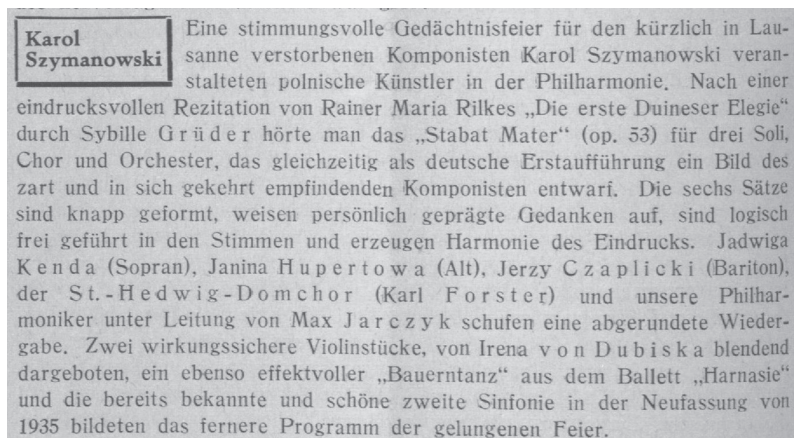 Karol
Szymanowski
Eine stimmungsvolle Gedächtnisfeier für den kürzlich in Lau-
sanne verstorbenen Komponisten Karol Szymanowski veran-
stalteten polnische Künstler in der Philharmonie. Nach einer
eindrucksvollen Rezitation von Rainer Maria Rilkes „Die erste Duineser Elegie“
durch Sybille Grüder hörte man das „Stabat Mater“ (op. 53) für drei Soli,
Chor und Orchester, das gleichzeitig als deutsche Erstaufführung ein Bild des
zart und in sich gekehrt empfindenden Komponisten entwarf. Die sechs Sätze
sind knapp geformt, weisen persönlich geprägte Gedanken auf, sind logisch
frei geführt in den Stimmen und erzeugen Harmonie des Eindrucks. Jadwiga
Kenda (Sopran), Janina Hupertowa (Alt), Jerzy Czaplicki (Bariton),
der St.-Hedwig-Domchor (Karl Forster) und unsere Philhar-
moniker unter Leitung von Max Jarczyk schufen eine abgerundete Wieder-
gabe. Zwei wirkungssichere Violinstücke, von Irena von Dubiska blendend
dargeboten, ein ebenso effektvoller „Bauerntanz“ aus dem Ballett „Harnasie“
und die bereits bekannte und schöne zweite Sinfonie in der Neufassung von
1935 bildeten das fernere Programm der gelungenen Feier.